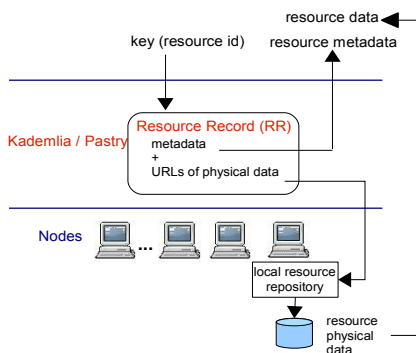 resource data
key (resource id)
resource metadata
Resource Record (RR)
Kademlia / Pastry
metadata
+
URLs of physical data
Nodes
...
local resource
repository
resource
physical
data